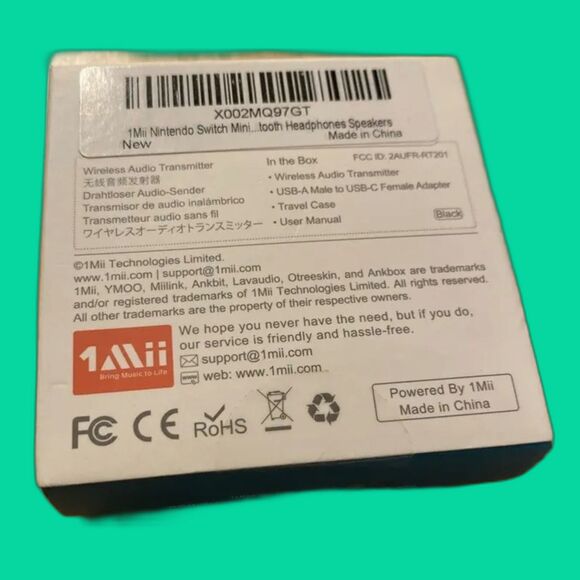 X002MQ97GT
1Mii Nintendo Switch Mini...tooth Headphones Speakers
New
Made in China
Wireless Audio Transmitter
无线音频发射器
Drahtloser Audio-Sender
Transmisor de audio inalámbrico
Transmetteur audio sans fil
ワイヤレスオーディオトランスミッター
In the Box
FCC ID: 2AUFR-RT201
• Wireless Audio Transmitter
• USB-A Male to USB-C Female Adapter
• Travel Case
• User Manual
Black
©1Mii Technologies Limited.
www.1mii | support@1mii.com
1Mii, YMOO, Miilink, Ankbit, Lavaudio, Otreeskin, and Ankbox are trademarks
and/or registered trademarks of 1Mii Technologies Limited. All rights reserved.
All other trademarks are the property of their respective owners.
1Mii
Bring Music to Life
We hope you never have the need, but if you do,
our service is friendly and hassle-free.
support@1mii.com
web: www.1mii.com
FC CE RoHS
Powered By 1Mii
Made in China